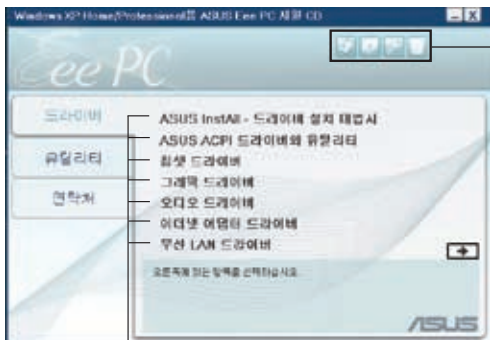 Windows XP Home/Professional용 ASUS Eee PC 지원 CD
Eee PC
드라이버
유틸리티
연락처
ASUS InstAll - 드라이버 설치 마법사
ASUS ACPI 드라이버와 유틸리티
칩셋 드라이버
그래픽 드라이버
오디오 드라이버
이더넷 어댑터 드라이버
무선 LAN 드라이버
오른쪽에 있는 항목을 선택하십시오.
ASUS